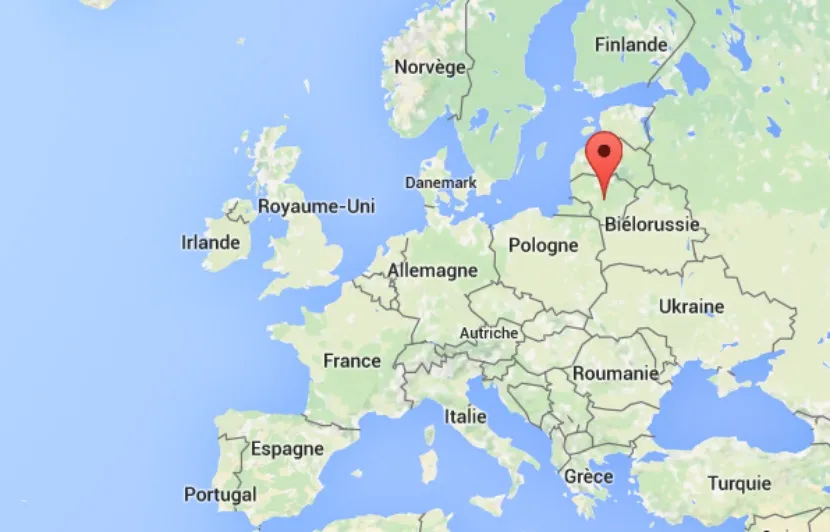 Finlande
Norvège
Danemark
Royaume-Uni
Biélorussie
Irlande
Pologne
Allemagne
Ukraine
Autriche
France
Roumanie
Italie
Espagne
Grèce
Turquie
Portugal